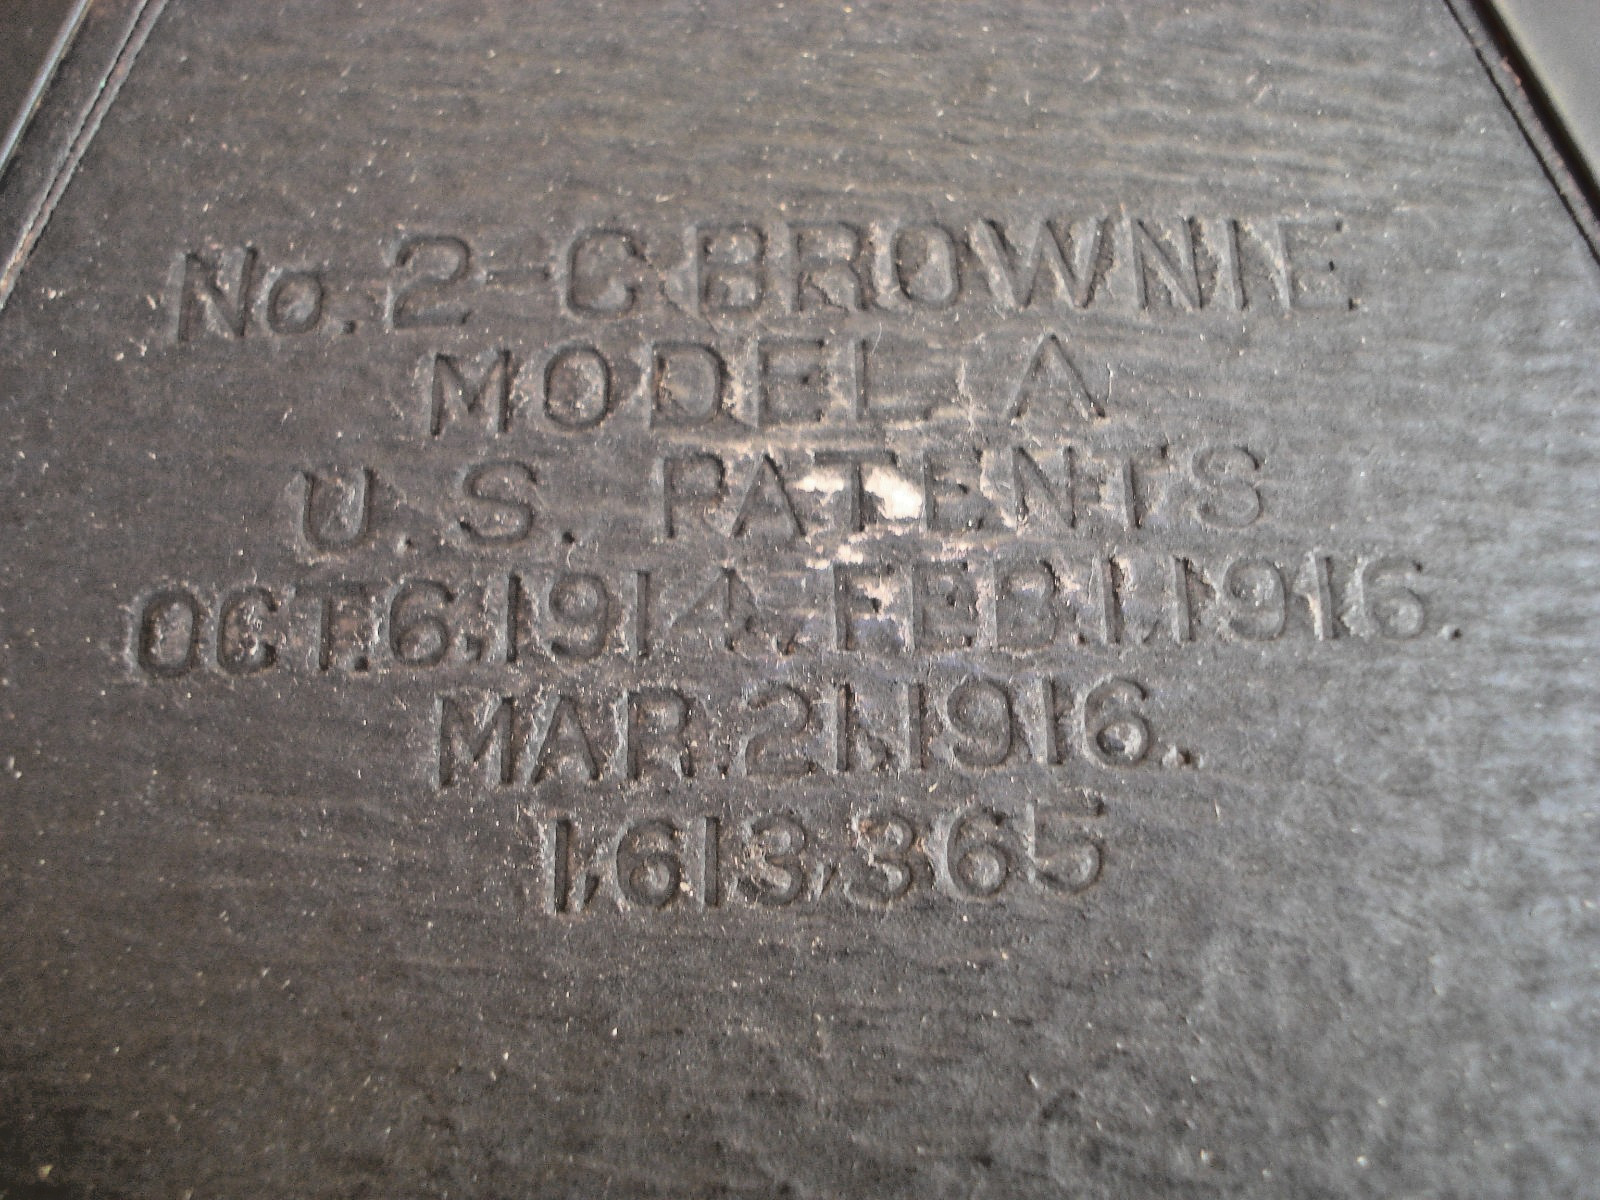 No. 2-C BROWNIE
MODEL A
U.S. PATENTS
OCT.6,1914, FEB.1,1916.
MAR.21,1916.
1,613,365